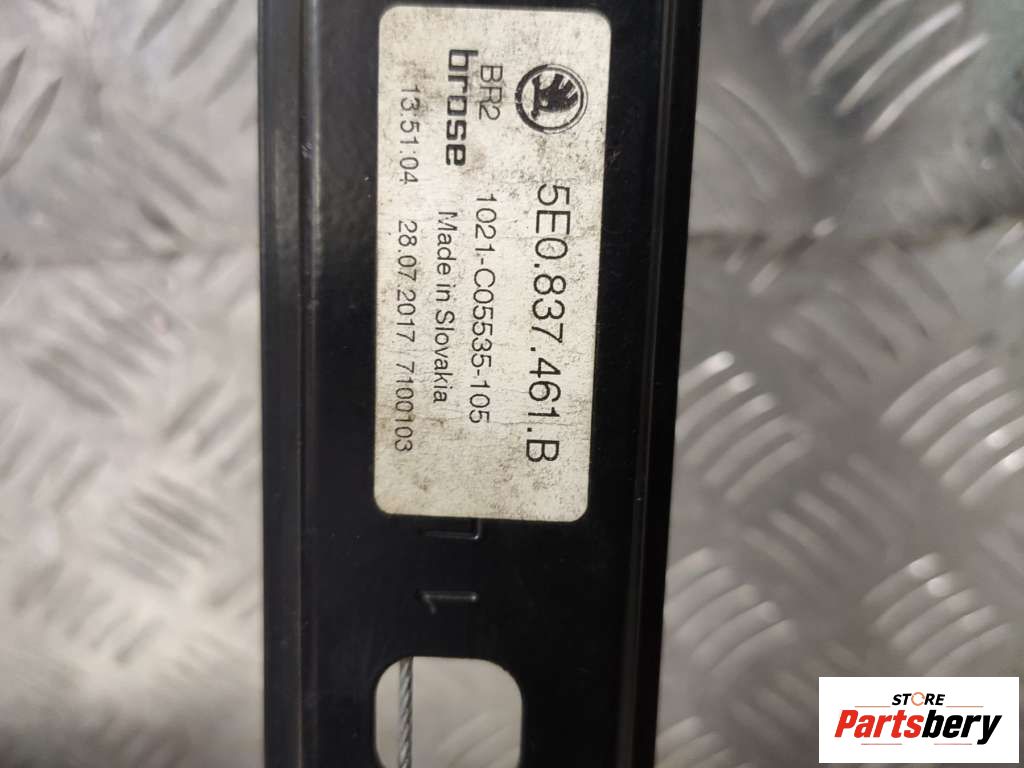 5E0.837.461.B
BR2 1021-C05535-105
brose Made in Slovakia
13:51:04 28.07.2017 7100103
1 L
STORE
Partsbery